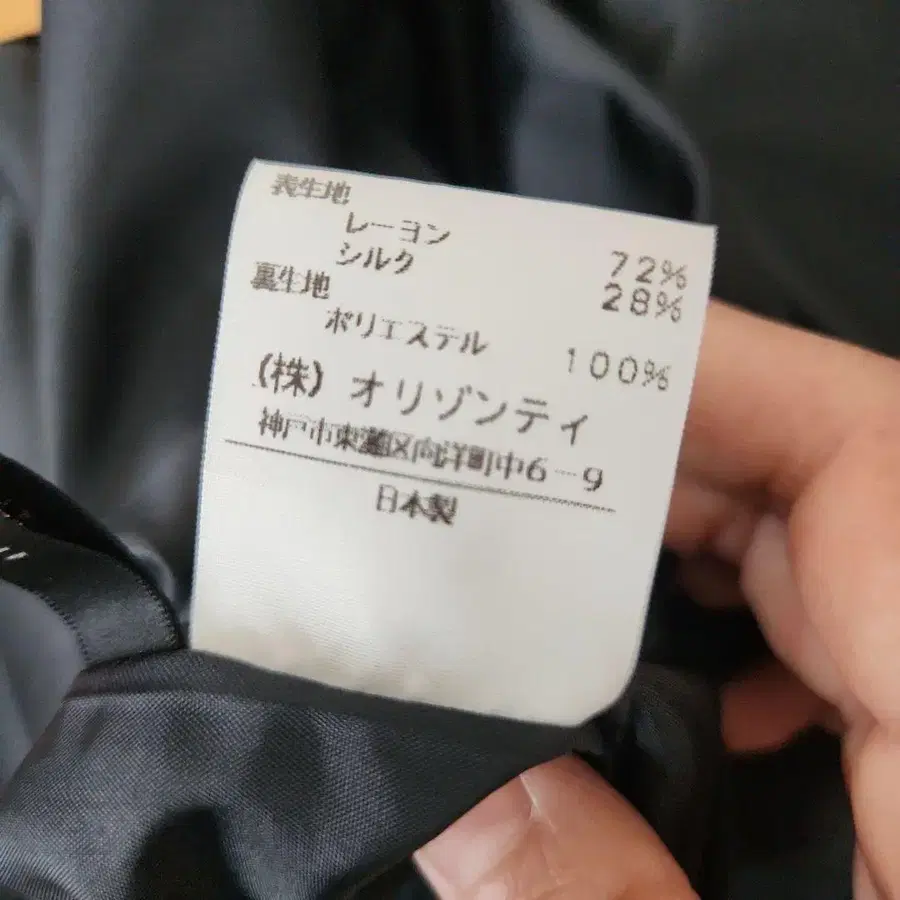 表生地
レーヨン 72%
シルク 28%
裏生地
ポリエステル 100%
(株) オリゾンティ
神戸市東灘区向洋町中6-9
日本製